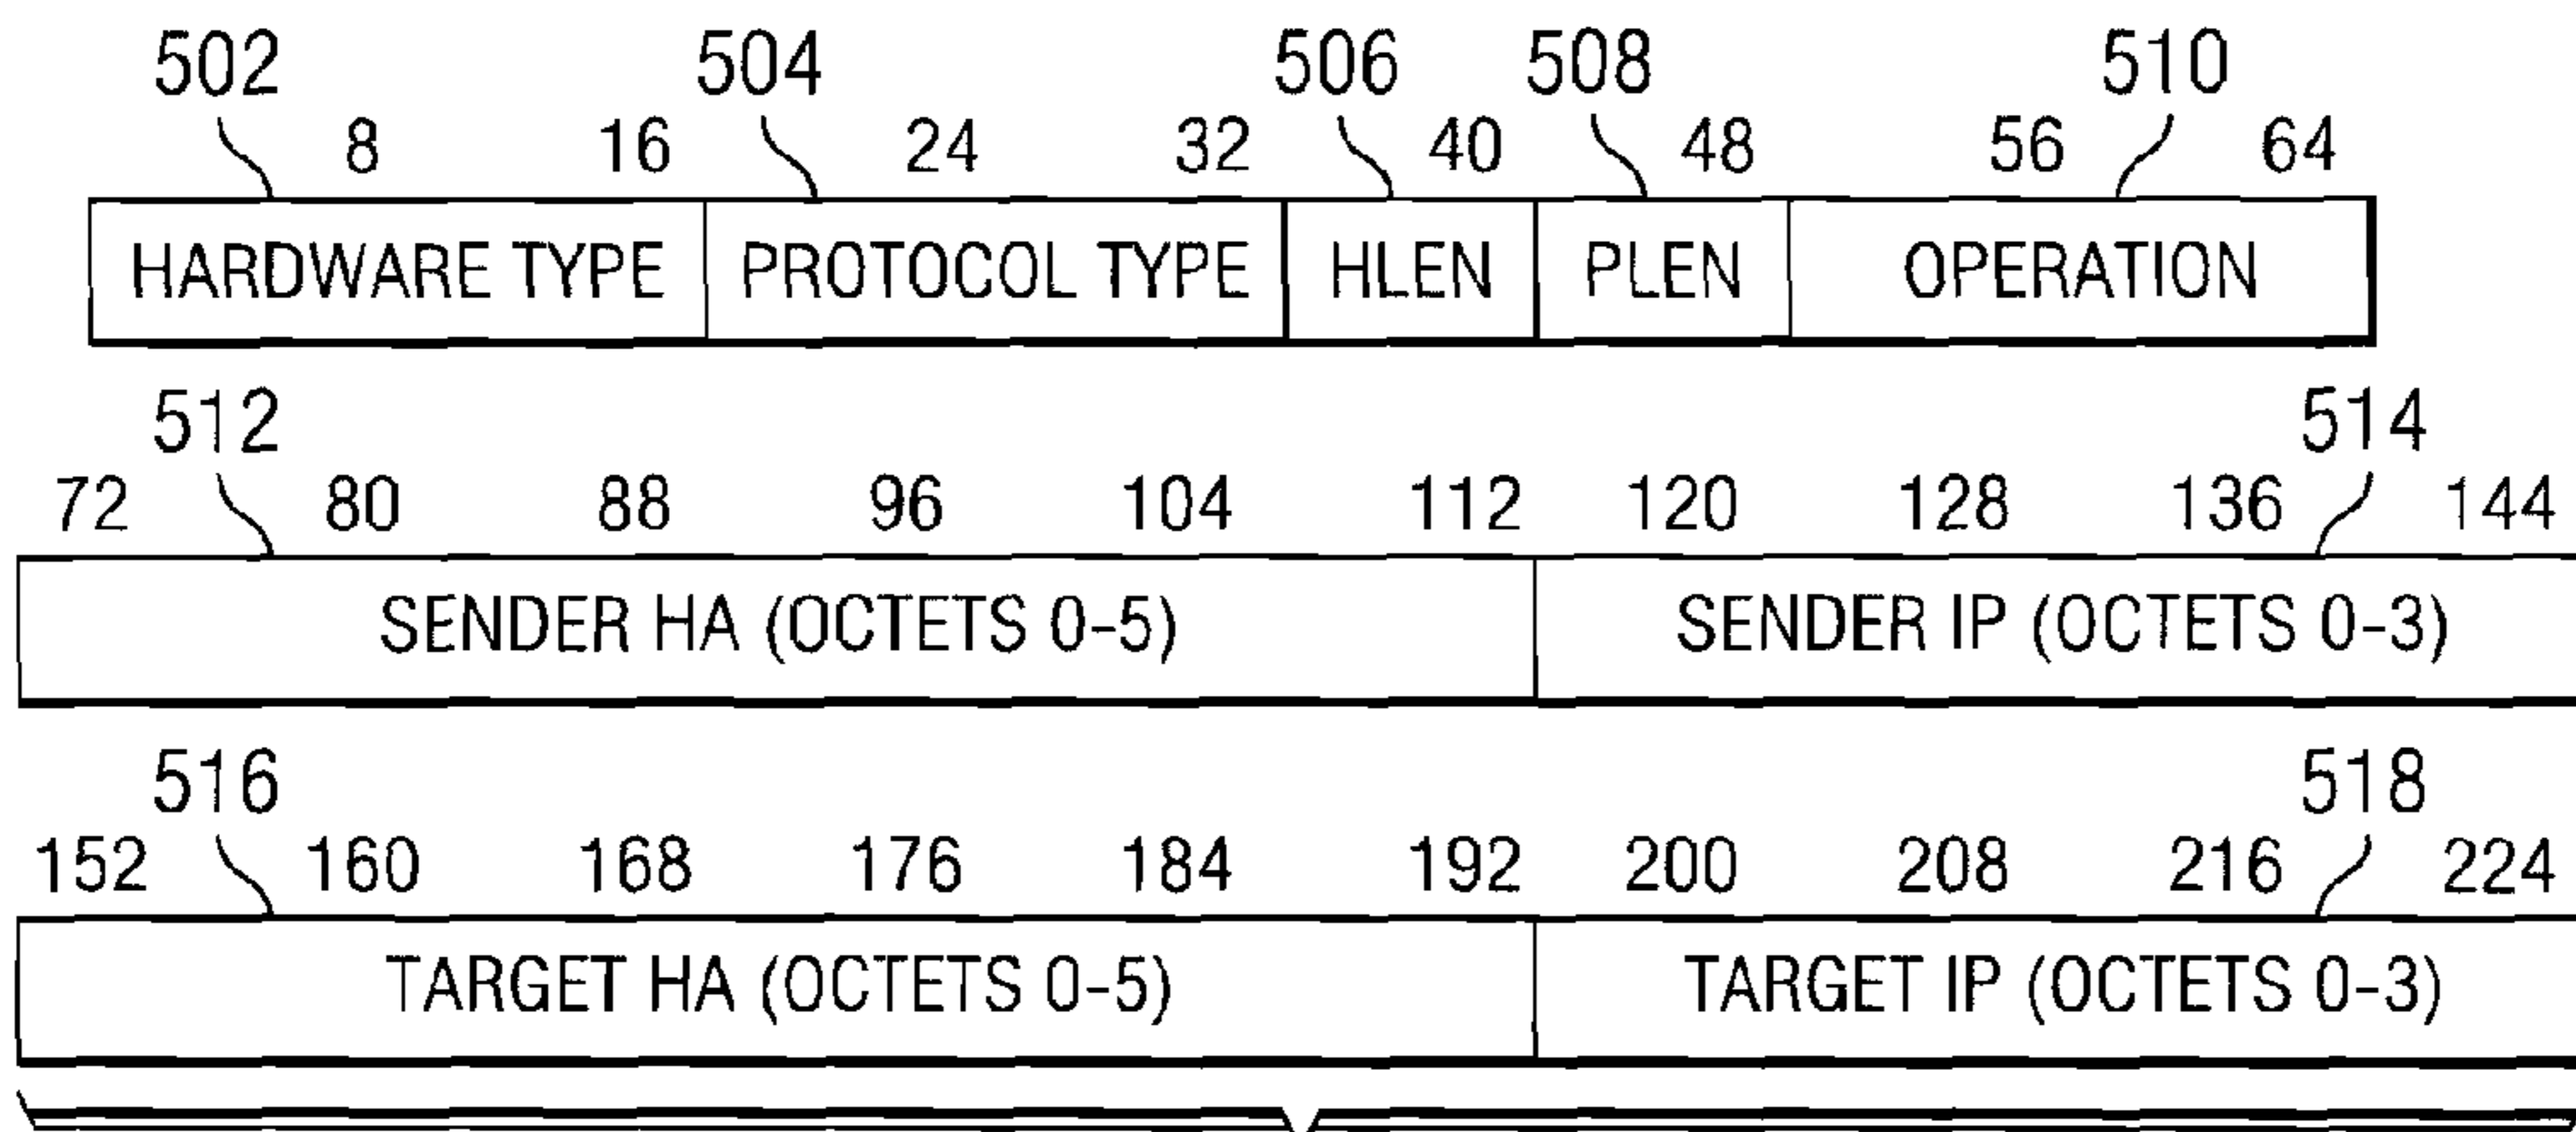 502 504 506 508 510
8 16 24 32 40 48 56 64
HARDWARE TYPE PROTOCOL TYPE HLEN PLEN OPERATION
512 514
72 80 88 96 104 112 120 128 136 144
SENDER HA (OCTETS 0-5) SENDER IP (OCTETS 0-3)
516 518
152 160 168 176 184 192 200 208 216 224
TARGET HA (OCTETS 0-5) TARGET IP (OCTETS 0-3)